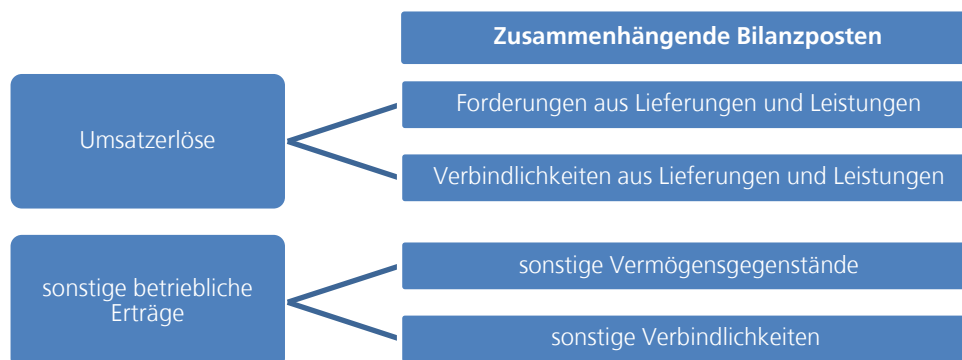 Zusammenhängende Bilanzposten
Umsatzerlöse
Forderungen aus Lieferungen und Leistungen
Verbindlichkeiten aus Lieferungen und Leistungen
sonstige betriebliche
Erträge
sonstige Vermögensgegenstände
sonstige Verbindlichkeiten